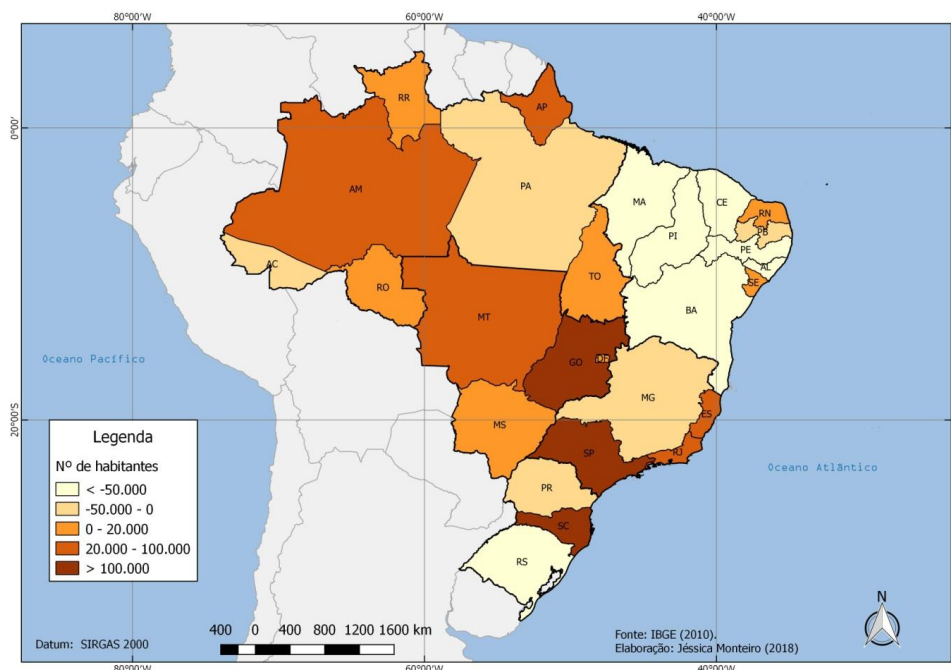 80°00'00 60°00'00 40°00'00
RR
AP
0°00'
AM
PA
MA
CE
RN
PB
PI
PE
AL
SE
AC
TO
RO
BA
MT
Oceano Pacífico
GO
DF
MG
ES
20°00'S
MS
SP
RJ
Oceano Atlântico
PR
SC
RS
Legenda
Nº de habitantes
< -50.000
-50.000 - 0
0 - 20.000
20.000 - 100.000
> 100.000
N
400 0 400 800 1200 1600 km
Datum: SIRGAS 2000
Fonte: IBGE (2010).
Elaboração: Jéssica Monteiro (2018)